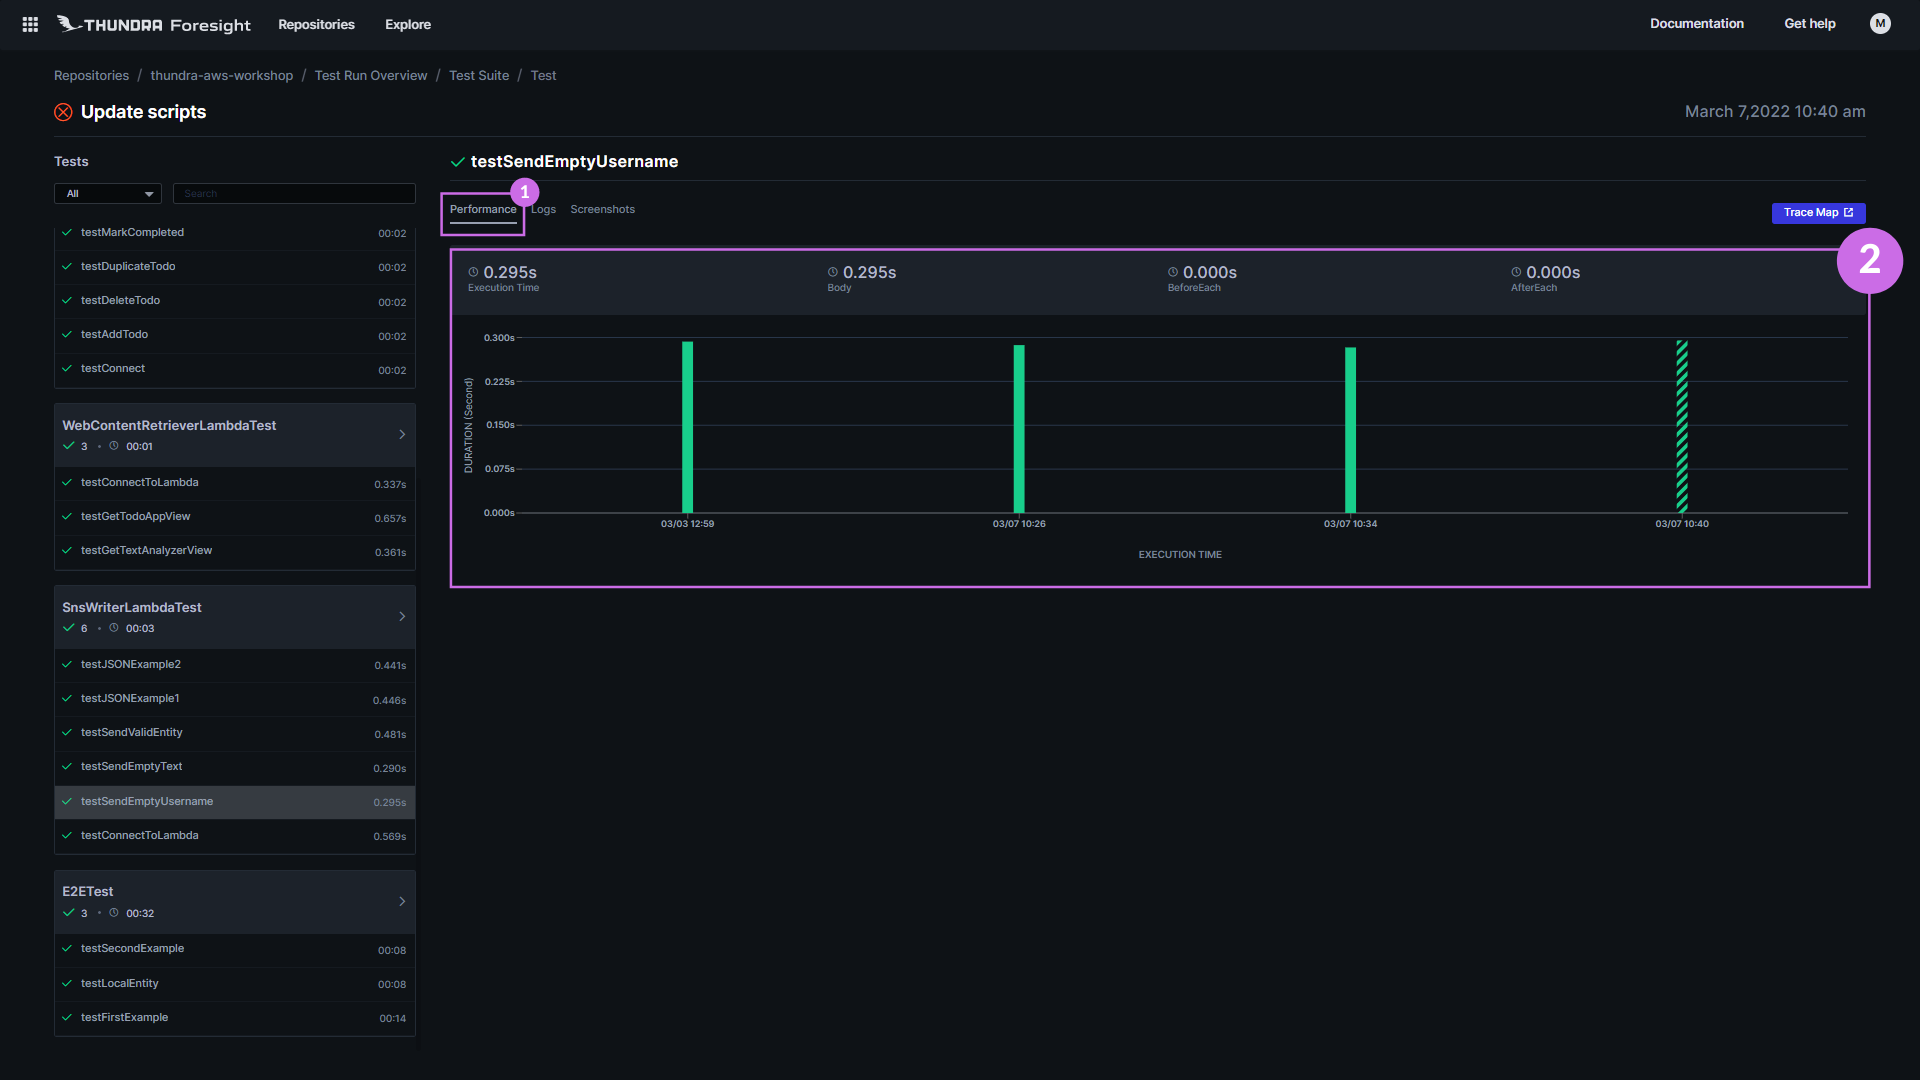 THUNDRA Foresight
Repositories
Explore
Documentation
Get help
M
Repositories / thundra-aws-workshop / Test Run Overview / Test Suite / Test
Update scripts
March 7,2022 10:40 am
Tests
All
Search
testMarkCompleted 00:02
testDuplicateTodo 00:02
testDeleteTodo 00:02
testAddTodo 00:02
testConnect 00:02
WebContentRetrieverLambdaTest
3 • 00:01
testConnectToLambda 0.337s
testGetTodoAppView 0.657s
testGetTextAnalyzerView 0.361s
SnsWriterLambdaTest
6 • 00:03
testJSONExample2 0.441s
testJSONExample1 0.446s
testSendValidEntity 0.481s
testSendEmptyText 0.290s
testSendEmptyUsername 0.295s
testConnectToLambda 0.569s
E2ETest
3 • 00:32
testSecondExample 00:08
testLocalEntity 00:08
testFirstExample 00:14
testSendEmptyUsername
1
Performance Logs Screenshots
Trace Map
2
0.295s
Execution Time
0.295s
Body
0.000s
BeforeEach
0.000s
AfterEach
DURATION (Second)
0.300s
0.225s
0.150s
0.075s
0.000s
03/03 12:59
03/07 10:26
03/07 10:34
03/07 10:40
EXECUTION TIME